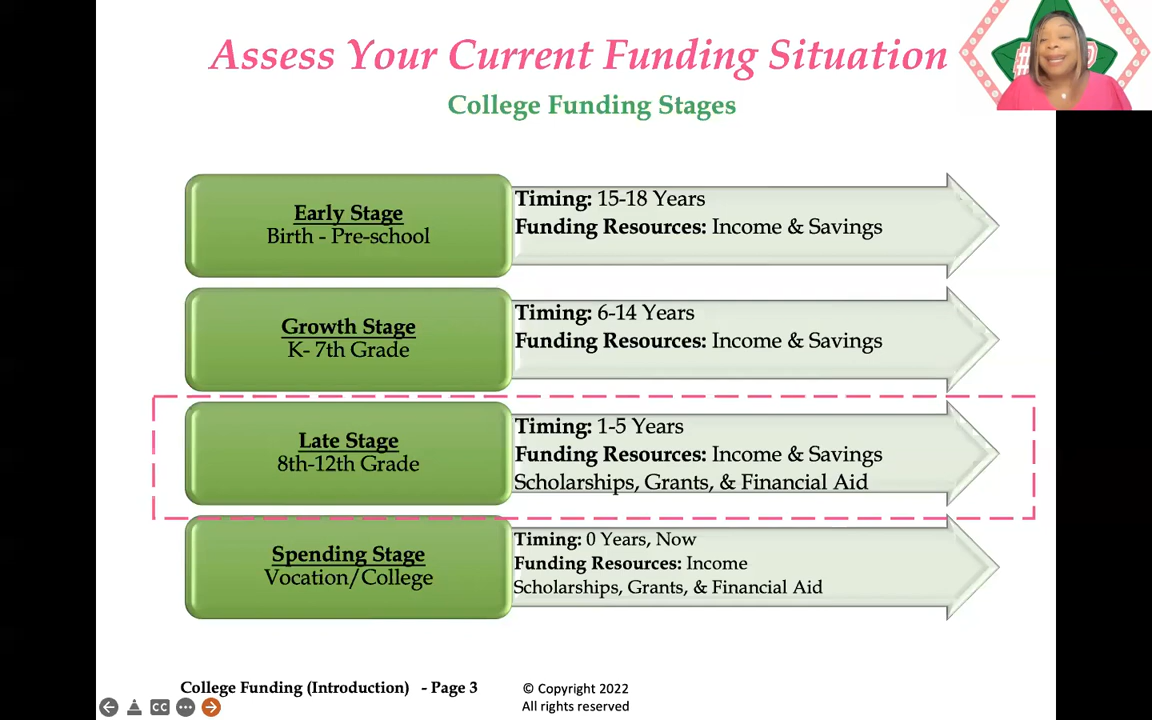 Assess Your Current Funding Situation
College Funding Stages
Early Stage
Birth - Pre-school
Timing: 15-18 Years
Funding Resources: Income & Savings
Growth Stage
K- 7th Grade
Timing: 6-14 Years
Funding Resources: Income & Savings
Late Stage
8th-12th Grade
Timing: 1-5 Years
Funding Resources: Income & Savings
Scholarships, Grants, & Financial Aid
Spending Stage
Vocation/College
Timing: 0 Years, Now
Funding Resources: Income
Scholarships, Grants, & Financial Aid
College Funding (Introduction) - Page 3
© Copyright 2022
All rights reserved
CC